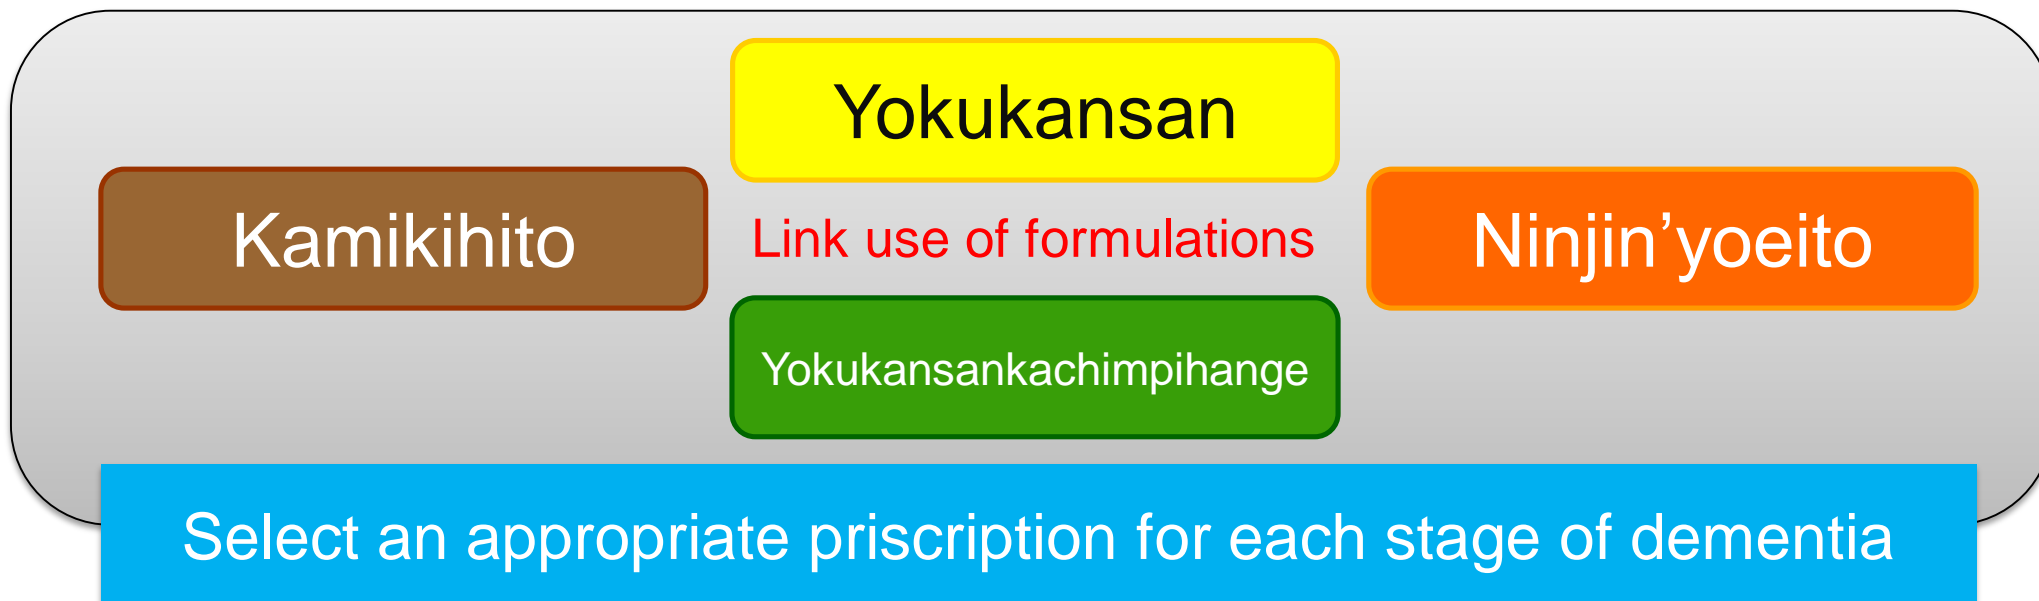 Yokukansan
Kamikihito
Link use of formulations
Ninjin’yoeito
Yokukansankachimpihange
Select an appropriate priscription for each stage of dementia